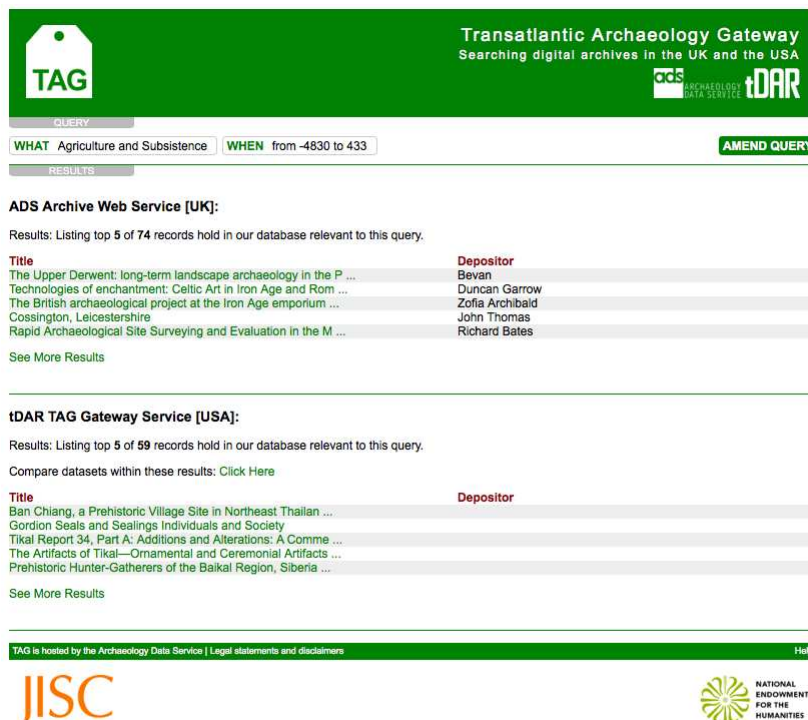 TAG
Transatlantic Archaeology Gateway
Searching digital archives in the UK and the USA
ads ARCHAEOLOGY DATA SERVICE tDAR
QUERY
WHAT Agriculture and Subsistence WHEN from -4830 to 433 AMEND QUERY
RESULTS
ADS Archive Web Service [UK]:
Results: Listing top 5 of 74 records hold in our database relevant to this query.
Title Depositor
The Upper Derwent: long-term landscape archaeology in the P ... Bevan
Technologies of enchantment: Celtic Art in Iron Age and Rom ... Duncan Garrow
The British archaeological project at the Iron Age emporium ... Zofia Archibald
Cossington, Leicestershire John Thomas
Rapid Archaeological Site Surveying and Evaluation in the M ... Richard Bates
See More Results
tDAR TAG Gateway Service [USA]:
Results: Listing top 5 of 59 records hold in our database relevant to this query.
Compare datasets within these results: Click Here
Title Depositor
Ban Chiang, a Prehistoric Village Site in Northeast Thailan ...
Gordion Seals and Sealings Individuals and Society
Tikal Report 34, Part A: Additions and Alterations: A Comme ...
The Artifacts of Tikal—Ornamental and Ceremonial Artifacts ...
Prehistoric Hunter-Gatherers of the Baikal Region, Siberia ...
See More Results
TAG is hosted by the Archaeology Data Service | Legal statements and disclaimers Hel
JISC
NATIONAL
ENDOWMENT
FOR THE
HUMANITIES